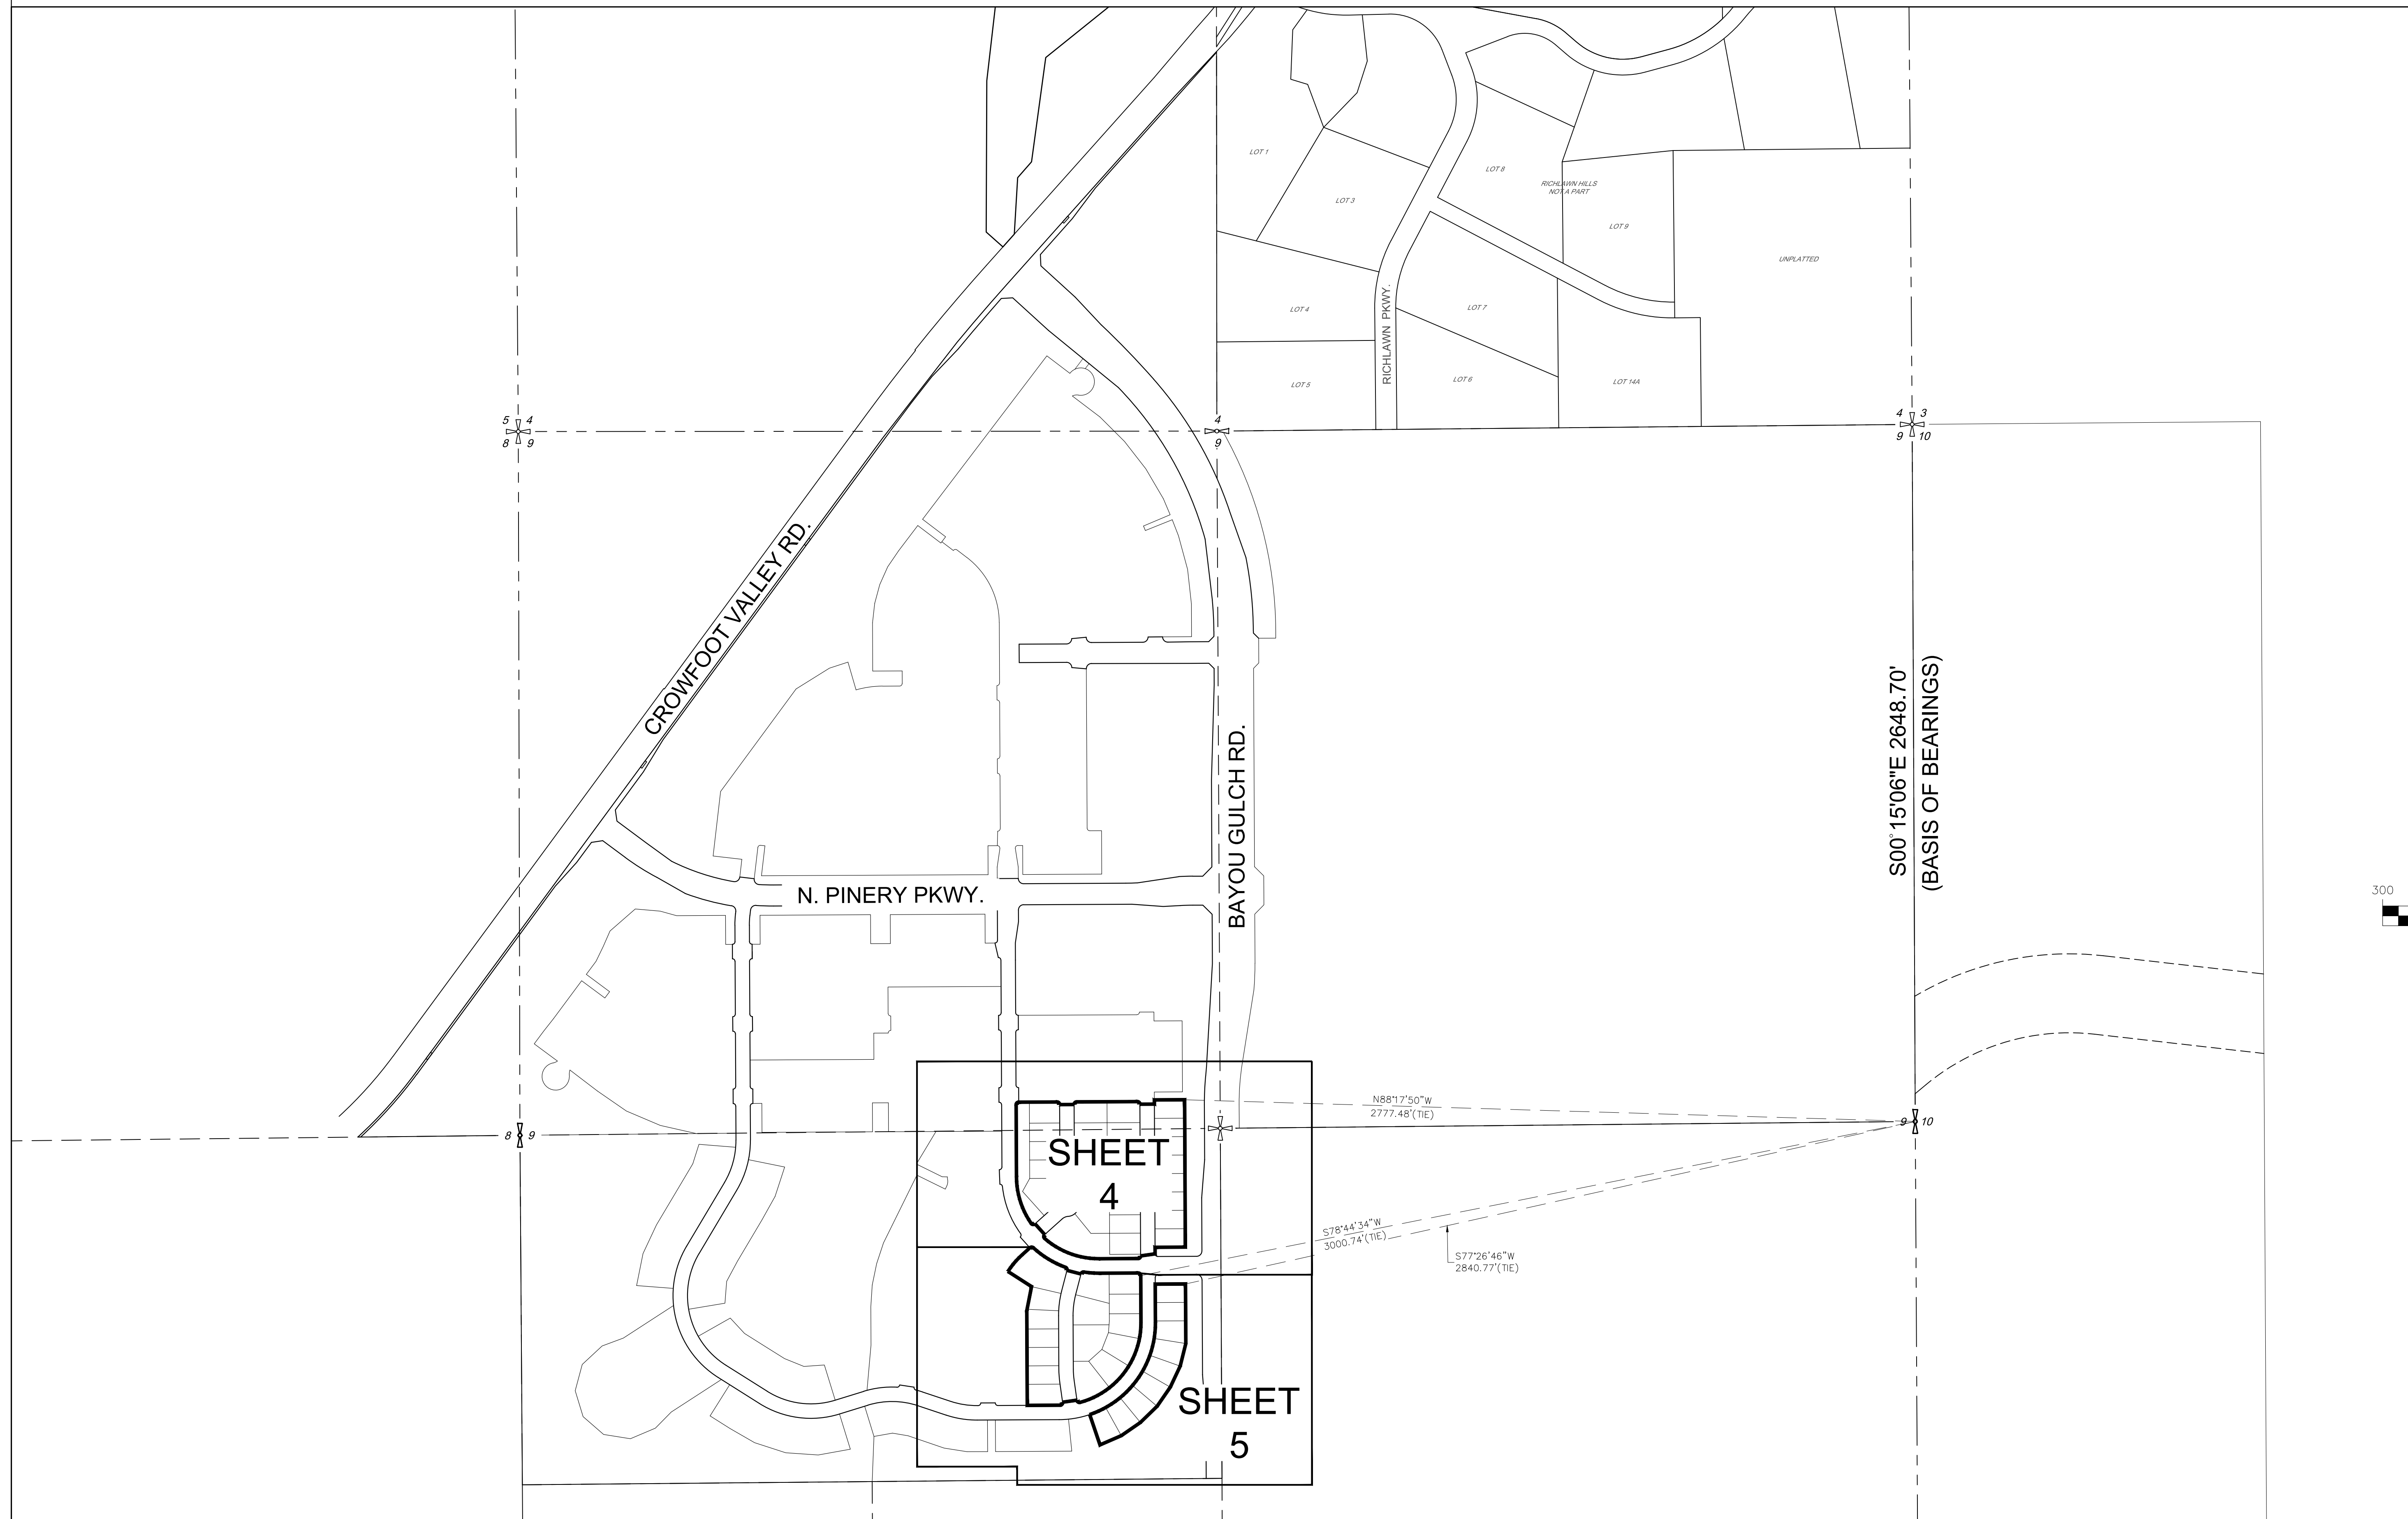 LOT 1
LOT 8
RICHLAWN HILLS
NOT A PART
LOT 3
LOT 9
UNPLATTED
LOT 4
LOT 7
RICHLAWN PKWY.
LOT 5
LOT 6
LOT 14A
5 4
8 9
4
9
4 3
9 10
CROWFOOT VALLEY RD.
BAYOU GULCH RD.
S00°15'06"E 2648.70'
(BASIS OF BEARINGS)
N. PINERY PKWY.
300
N88°17'50"W
2777.48'(TIE)
8 9
9 10
SHEET
4
S78°44'34"W
3000.74'(TIE)
S77°26'46"W
2840.77'(TIE)
SHEET
5